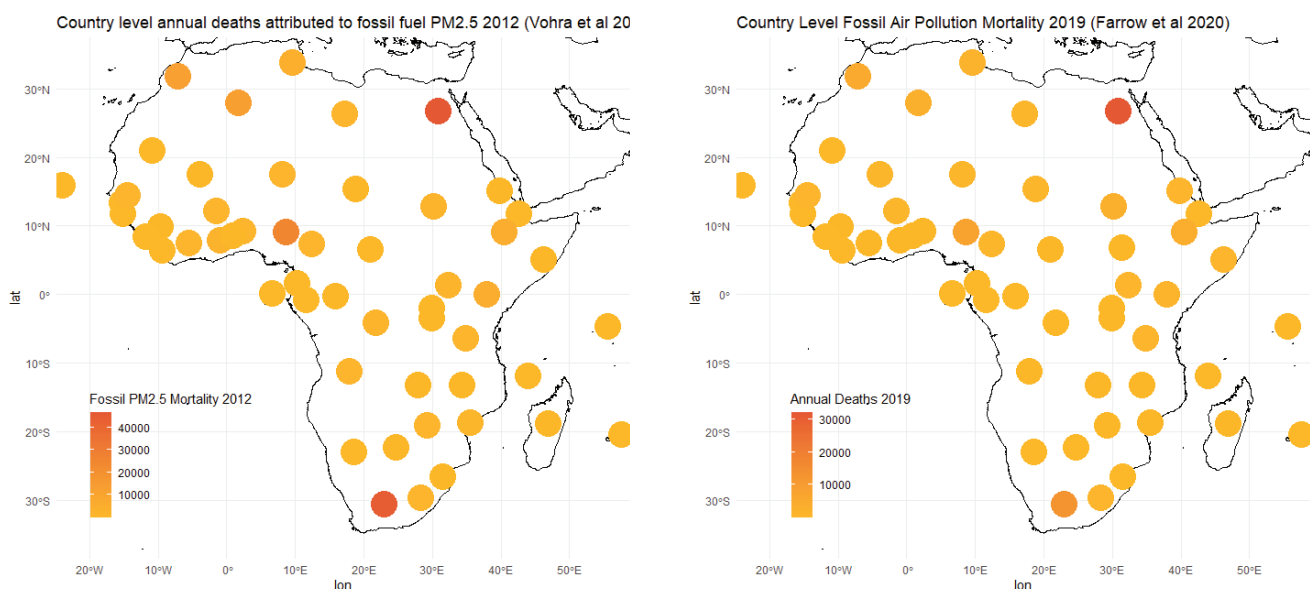 Country level annual deaths attributed to fossil fuel PM2.5 2012 (Vohra et al 20
lat
30°N
20°N
10°N
0°
10°S
20°S
30°S
Fossil PM2.5 Mortality 2012
40000
30000
20000
10000
20°W
10°W
0°
10°E
20°E
30°E
40°E
50°E
lon
Country Level Fossil Air Pollution Mortality 2019 (Farrow et al 2020)
lat
30°N
20°N
10°N
0°
10°S
20°S
30°S
Annual Deaths 2019
30000
20000
10000
20°W
10°W
0°
10°E
20°E
30°E
40°E
50°E
lon